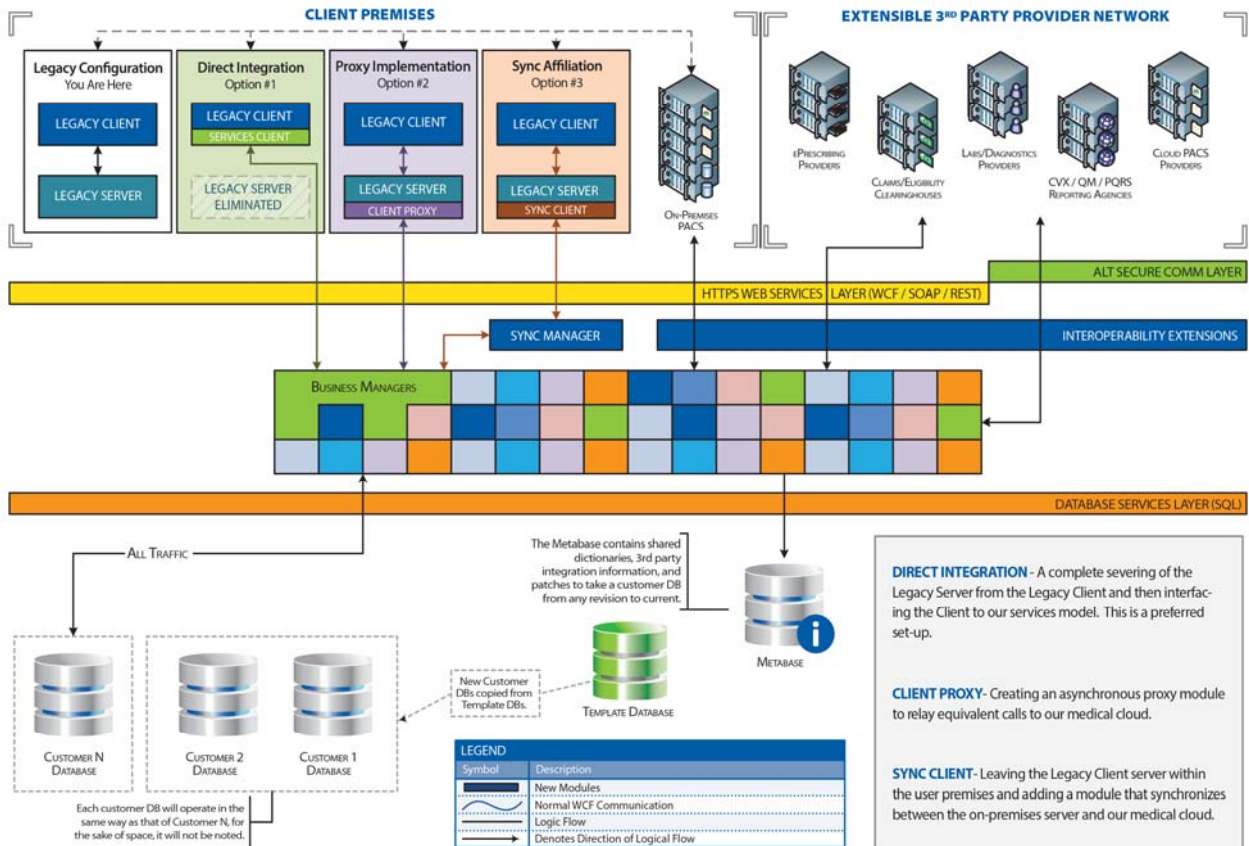 CLIENT PREMISES
EXTENSIBLE 3RD PARTY PROVIDER NETWORK
Legacy Configuration
You Are Here
LEGACY CLIENT
LEGACY SERVER
Direct Integration
Option #1
LEGACY CLIENT
SERVICES CLIENT
LEGACY SERVER
ELIMINATED
Proxy Implementation
Option #2
LEGACY CLIENT
LEGACY SERVER
CLIENT PROXY
Sync Affiliation
Option #3
LEGACY CLIENT
LEGACY SERVER
SYNC CLIENT
ON-PREMISES
PACS
EPRESCRIBING
PROVIDERS
CLAIMS/ELIGIBILITY
CLEARINGHOUSES
LABS/DIAGNOSTICS
PROVIDERS
CVX / QM / PQRS
REPORTING AGENCIES
CLOUD PACS
PROVIDERS
ALT SECURE COMM LAYER
HTTPS WEB SERVICES LAYER (WCF / SOAP / REST)
SYNC MANAGER
INTEROPERABILITY EXTENSIONS
BUSINESS MANAGERS
DATABASE SERVICES LAYER (SQL)
ALL TRAFFIC
The Metabase contains shared
dictionaries, 3rd party
integration information, and
patches to take a customer DB
from any revision to current.
i
METABASE
TEMPLATE DATABASE
New Customer
DBs copied from
Template DBs.
CUSTOMER N
DATABASE
CUSTOMER 2
DATABASE
CUSTOMER 1
DATABASE
Each customer DB will operate in the
same way as that of Customer N, for
the sake of space, it will not be noted.
LEGEND
Symbol Description
New Modules
Normal WCF Communication
Logic Flow
Denotes Direction of Logical Flow
DIRECT INTEGRATION - A complete severing of the
Legacy Server from the Legacy Client and then interfac-
ing the Client to our services model. This is a preferred
set-up.
CLIENT PROXY- Creating an asynchronous proxy module
to relay equivalent calls to our medical cloud.
SYNC CLIENT- Leaving the Legacy Client server within
the user premises and adding a module that synchronizes
between the on-premises server and our medical cloud.